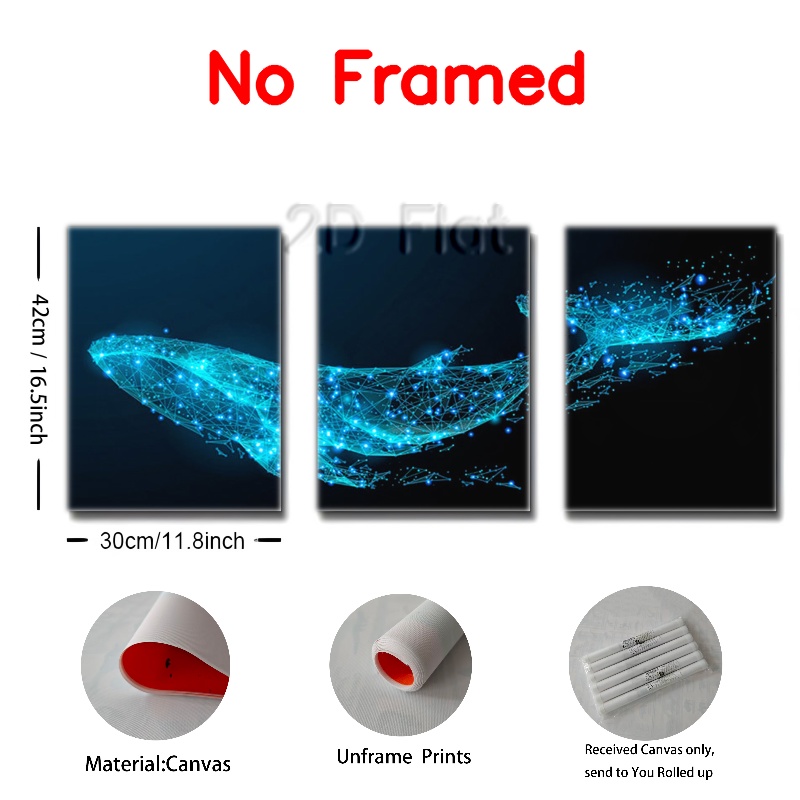 No Framed
2D Flat
42cm / 16.5inch
30cm/11.8inch
Material:Canvas
Unframe Prints
Received Canvas only,
send to You Rolled up